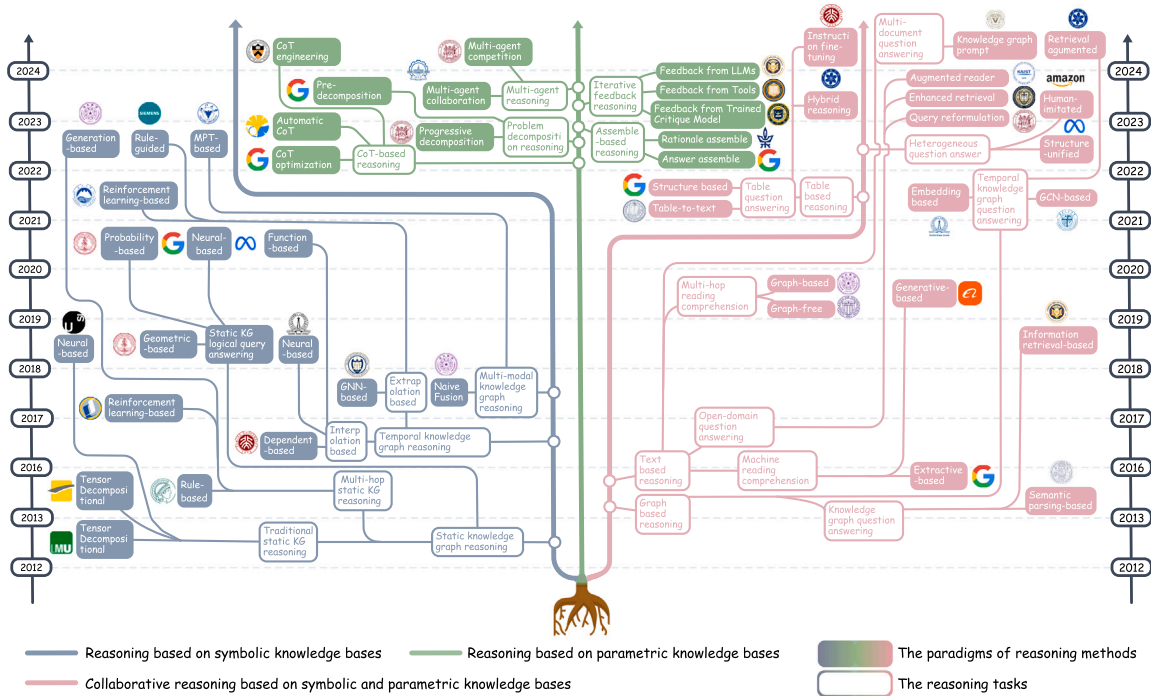 CoT
engineering
Multi-agent
competition
Pre-
decomposition
Multi-agent
collaboration
Multi-agent
reasoning
Automatic
CoT
Progressive
decomposition
Problem
decompositi
on reasoning
CoT
optimization
CoT-based
reasoning
Iterative
feedback
reasoning
Feedback from LLMs
Feedback from Tools
Feedback from Trained
Critique Model
Assemble
-based
reasoning
Rationale assemble
Answer assemble
Instructi
on fine-
tuning
Hybrid
reasoning
Multi-
document
question
answering
Knowledge graph
prompt
Retrieval
agumented
Augmented reader
Enhanced retrieval
Query reformulation
amazon
Human-
imitated
Heterogeneous
question answer
Structure
-unified
Structure based
Table-to-text
Table
question
answering
Table
based
reasoning
Embedding
based
Temporal
knowledge
graph
question
answering
GCN-based
Multi-hop
reading
comprehension
Graph-based
Graph-free
Generative-
based
Information
retrieval-based
Open-domain
question
answering
Text
based
reasoning
Machine
reading
comprehension
Extractive
-based
Graph
based
reasoning
Knowledge
graph question
answering
Semantic
parsing-based
2024
2023
2022
2021
2020
2019
2018
2017
2016
2013
2012
2024
2023
2022
2021
2020
2019
2018
2017
2016
2013
2012
SIEMENS
Generation
-based
Rule-
guided
MPT-
based
Reinforcement
learning-based
Probability
-based
Neural-
based
Function
-based
Neural
-based
Geometric
-based
Static KG
logical query
answering
Neural
-based
GNN-
based
Extrap
olation
based
Naive
Fusion
Multi-modal
knowledge
graph
reasoning
Reinforcement
learning-based
Dependent
-based
Interp
olation
based
Temporal knowledge
graph reasoning
Tensor
Decomposi
tional
Rule-
based
Multi-hop
static KG
reasoning
LMU
Tensor
Decomposi
tional
Traditional
static KG
reasoning
Static knowledge
graph reasoning
Reasoning based on symbolic knowledge bases
Reasoning based on parametric knowledge bases
The paradigms of reasoning methods
Collaborative reasoning based on symbolic and parametric knowledge bases
The reasoning tasks